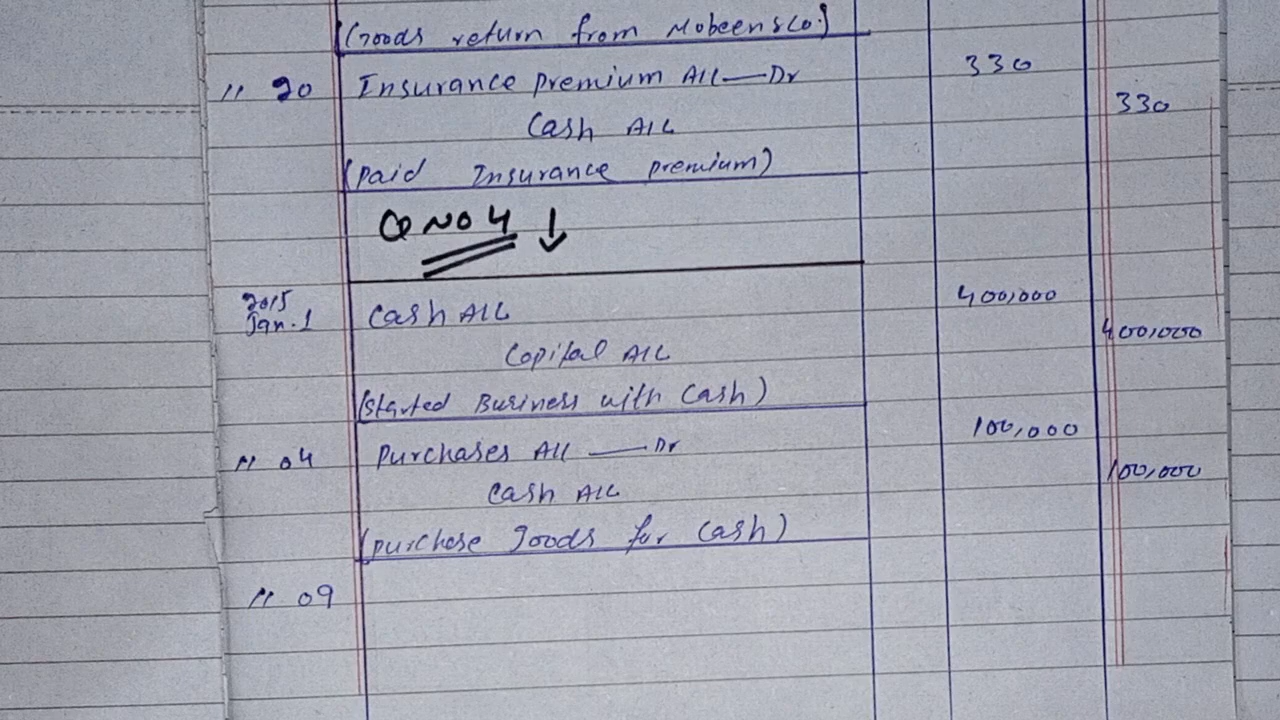 (Goods return from Mobeen & Co.)
" 20 Insurance premium A/C — Dr 330
Cash A/C 330
(Paid Insurance premium)
Q NO 4 ↓
2015
Jan. 1 Cash A/C 400,000
Capital A/C 400,000
(Started Business with Cash)
" 04 Purchases A/C — Dr 100,000
Cash A/C 100,000
(purchase goods for Cash)
" 09